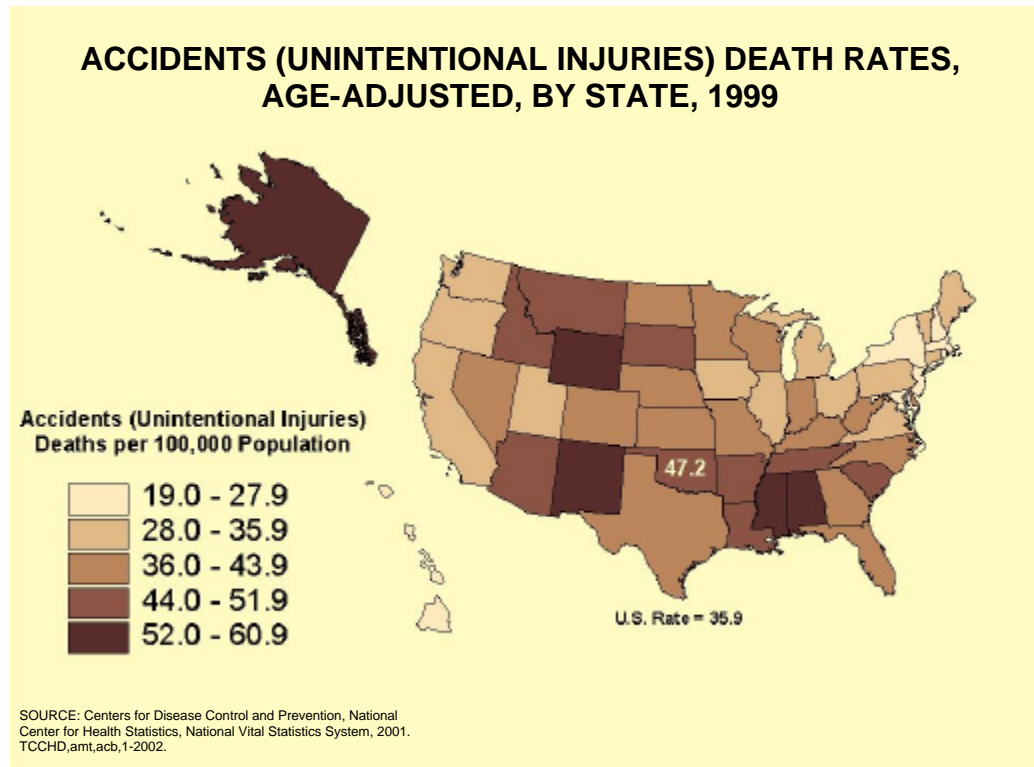 ACCIDENTS (UNINTENTIONAL INJURIES) DEATH RATES,
AGE-ADJUSTED, BY STATE, 1999
Accidents (Unintentional Injuries)
Deaths per 100,000 Population
19.0 - 27.9
28.0 - 35.9
36.0 - 43.9
44.0 - 51.9
52.0 - 60.9
47.2
U.S. Rate = 35.9
SOURCE: Centers for Disease Control and Prevention, National
Center for Health Statistics, National Vital Statistics System, 2001.
TCCHD,amt,acb,1-2002.